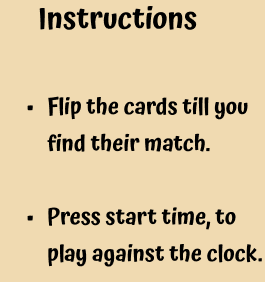 Instructions
• Flip the cards till you
find their match.
• Press start time, to
play against the clock.